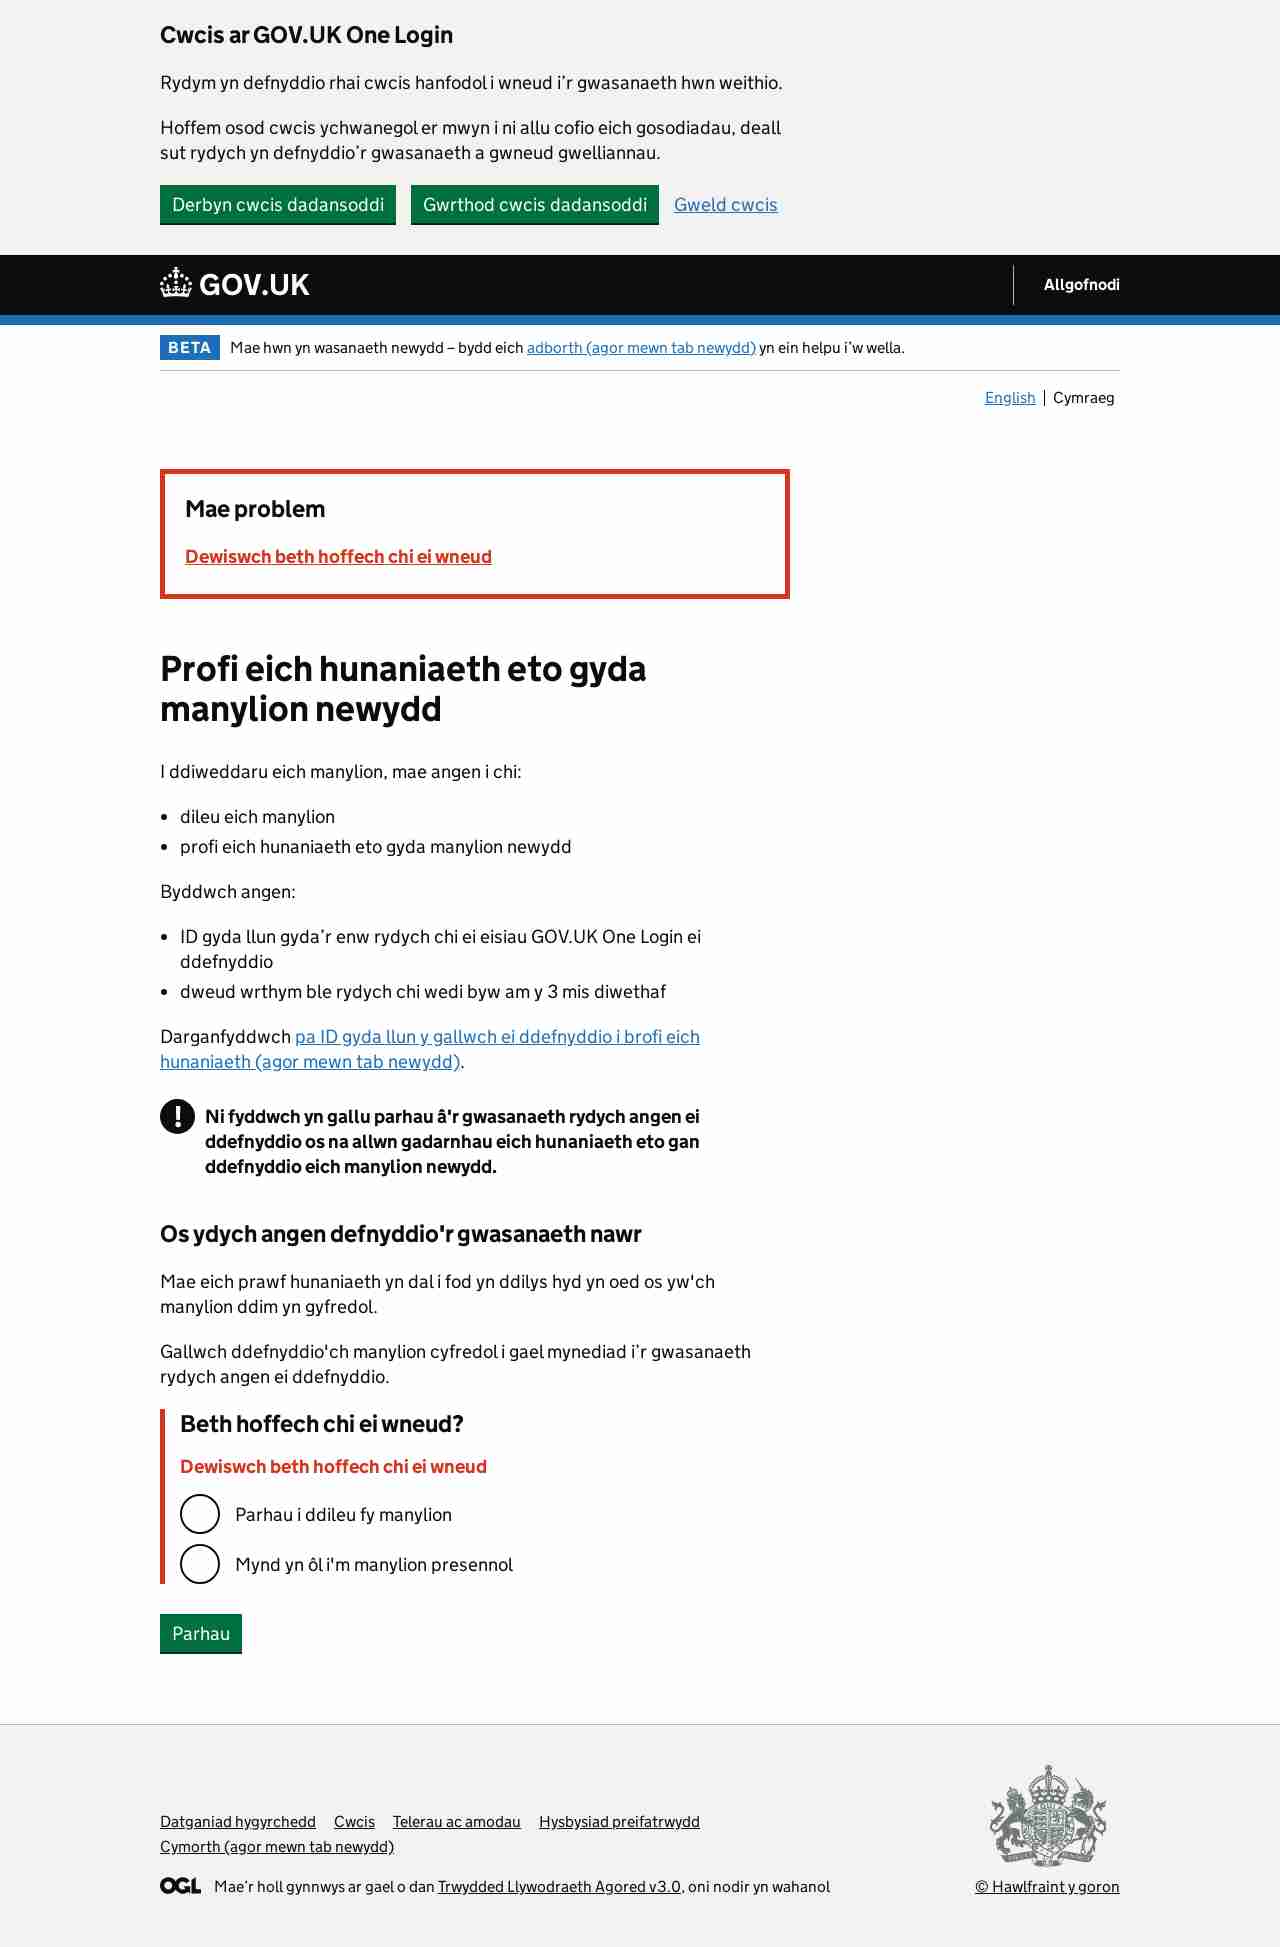 Cwcis ar GOV.UK One Login
Rydym yn defnyddio rhai cwcis hanfodol i wneud i’r gwasanaeth hwn weithio.
Hoffem osod cwcis ychwanegol er mwyn i ni allu cofio eich gosodiadau, deall
sut rydych yn defnyddio’r gwasanaeth a gwneud gwelliannau.
Derbyn cwcis dadansoddi Gwrthod cwcis dadansoddi Gweld cwcis
GOV.UK Allgofnodi
BETA Mae hwn yn wasanaeth newydd – bydd eich adborth (agor mewn tab newydd) yn ein helpu i’w wella.
English Cymraeg
Mae problem
Dewiswch beth hoffech chi ei wneud
Profi eich hunaniaeth eto gyda
manylion newydd
I ddiweddaru eich manylion, mae angen i chi:
• dileu eich manylion
• profi eich hunaniaeth eto gyda manylion newydd
Byddwch angen:
• ID gyda llun gyda’r enw rydych chi ei eisiau GOV.UK One Login ei
ddefnyddio
• dweud wrthym ble rydych chi wedi byw am y 3 mis diwethaf
Darganfyddwch pa ID gyda llun y gallwch ei ddefnyddio i brofi eich
hunaniaeth (agor mewn tab newydd).
! Ni fyddwch yn gallu parhau â'r gwasanaeth rydych angen ei
ddefnyddio os na allwn gadarnhau eich hunaniaeth eto gan
ddefnyddio eich manylion newydd.
Os ydych angen defnyddio'r gwasanaeth nawr
Mae eich prawf hunaniaeth yn dal i fod yn ddilys hyd yn oed os yw'ch
manylion ddim yn gyfredol.
Gallwch ddefnyddio'ch manylion cyfredol i gael mynediad i’r gwasanaeth
rydych angen ei ddefnyddio.
Beth hoffech chi ei wneud?
Dewiswch beth hoffech chi ei wneud
Parhau i ddileu fy manylion
Mynd yn ôl i'm manylion presennol
Parhau
Datganiad hygyrchedd Cwcis Telerau ac amodau Hysbysiad preifatrwydd
Cymorth (agor mewn tab newydd)
OGL Mae’r holl gynnwys ar gael o dan Trwydded Llywodraeth Agored v3.0, oni nodir yn wahanol
© Hawlfraint y goron